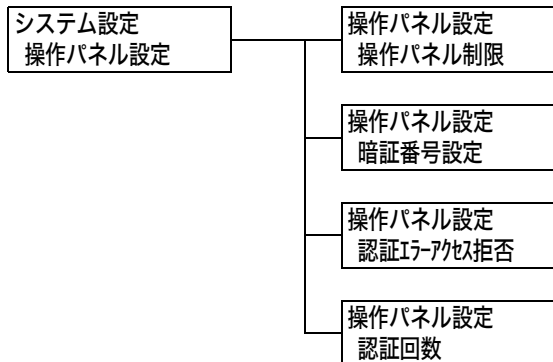 システム設定
操作パネル設定
操作パネル設定
操作パネル制限
操作パネル設定
暗証番号設定
操作パネル設定
認証ｴﾗｰｱｸｾｽ拒否
操作パネル設定
認証回数